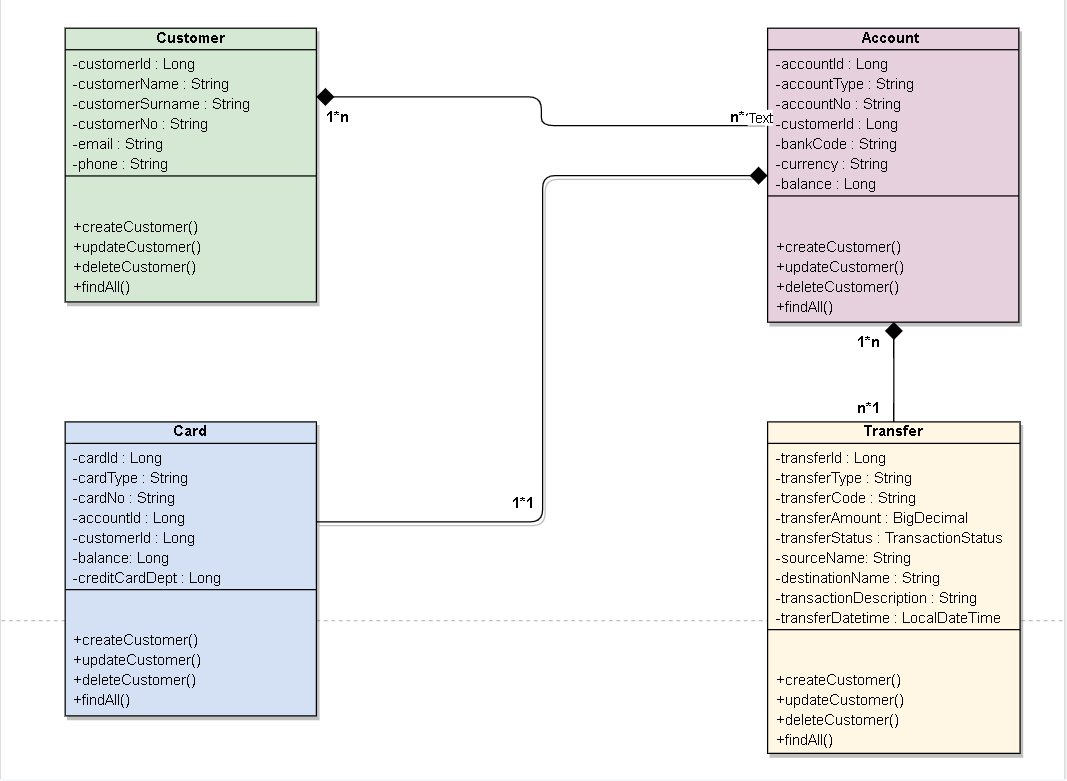 Customer
-customerId : Long
-customerName : String
-customerSurname : String
-customerNo : String
-email : String
-phone : String
+createCustomer()
+updateCustomer()
+deleteCustomer()
+findAll()
1*n
n*
Text
Account
-accountId : Long
-accountType : String
-accountNo : String
-customerId : Long
-bankCode : String
-currency : String
-balance : Long
+createCustomer()
+updateCustomer()
+deleteCustomer()
+findAll()
1*n
n*1
Card
-cardId : Long
-cardType : String
-cardNo : String
-accountId : Long
-customerId : Long
-balance: Long
-creditCardDept : Long
+createCustomer()
+updateCustomer()
+deleteCustomer()
+findAll()
1*1
Transfer
-transferId : Long
-transferType : String
-transferCode : String
-transferAmount : BigDecimal
-transferStatus : TransactionStatus
-sourceName: String
-destinationName : String
-transactionDescription : String
-transferDatetime : LocalDateTime
+createCustomer()
+updateCustomer()
+deleteCustomer()
+findAll()